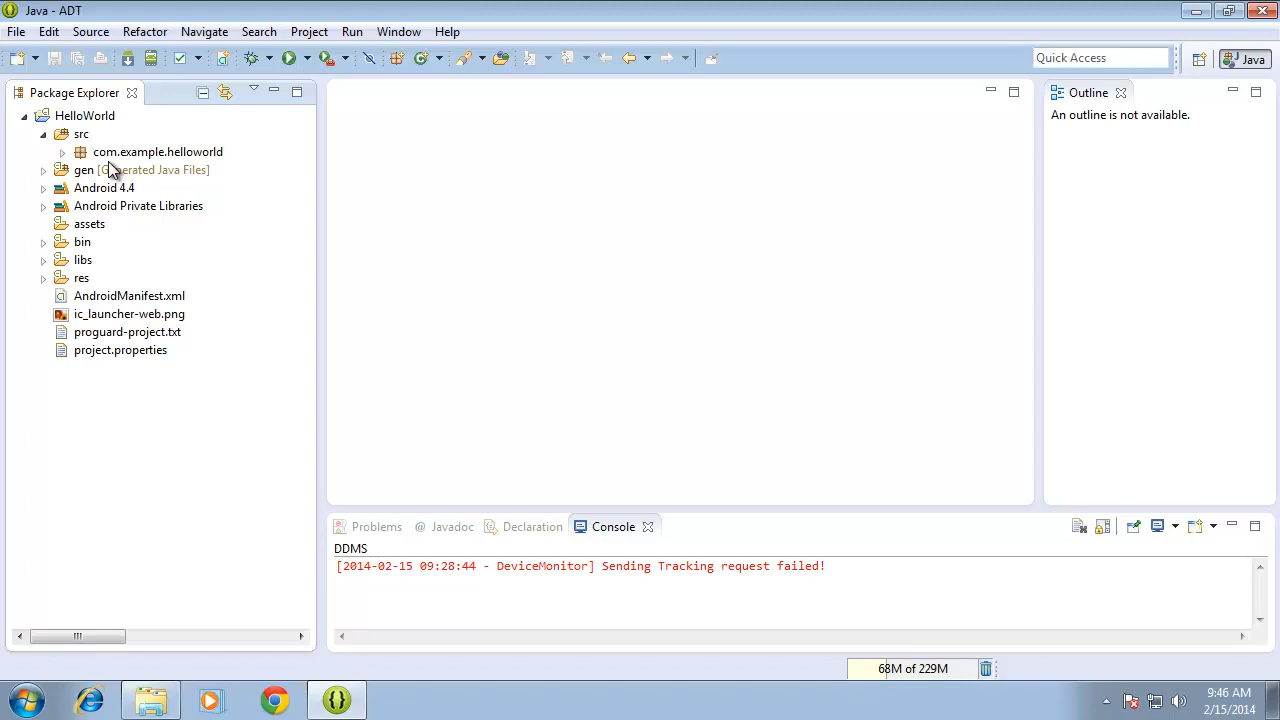 Java - ADT
File Edit Source Refactor Navigate Search Project Run Window Help
Quick Access
Java
Package Explorer
HelloWorld
src
com.example.helloworld
gen [Generated Java Files]
Android 4.4
Android Private Libraries
assets
bin
libs
res
AndroidManifest.xml
ic_launcher-web.png
proguard-project.txt
project.properties
Outline
An outline is not available.
Problems @ Javadoc Declaration Console
DDMS
[2014-02-15 09:28:44 - DeviceMonitor] Sending Tracking request failed!
68M of 229M
9:46 AM
2/15/2014